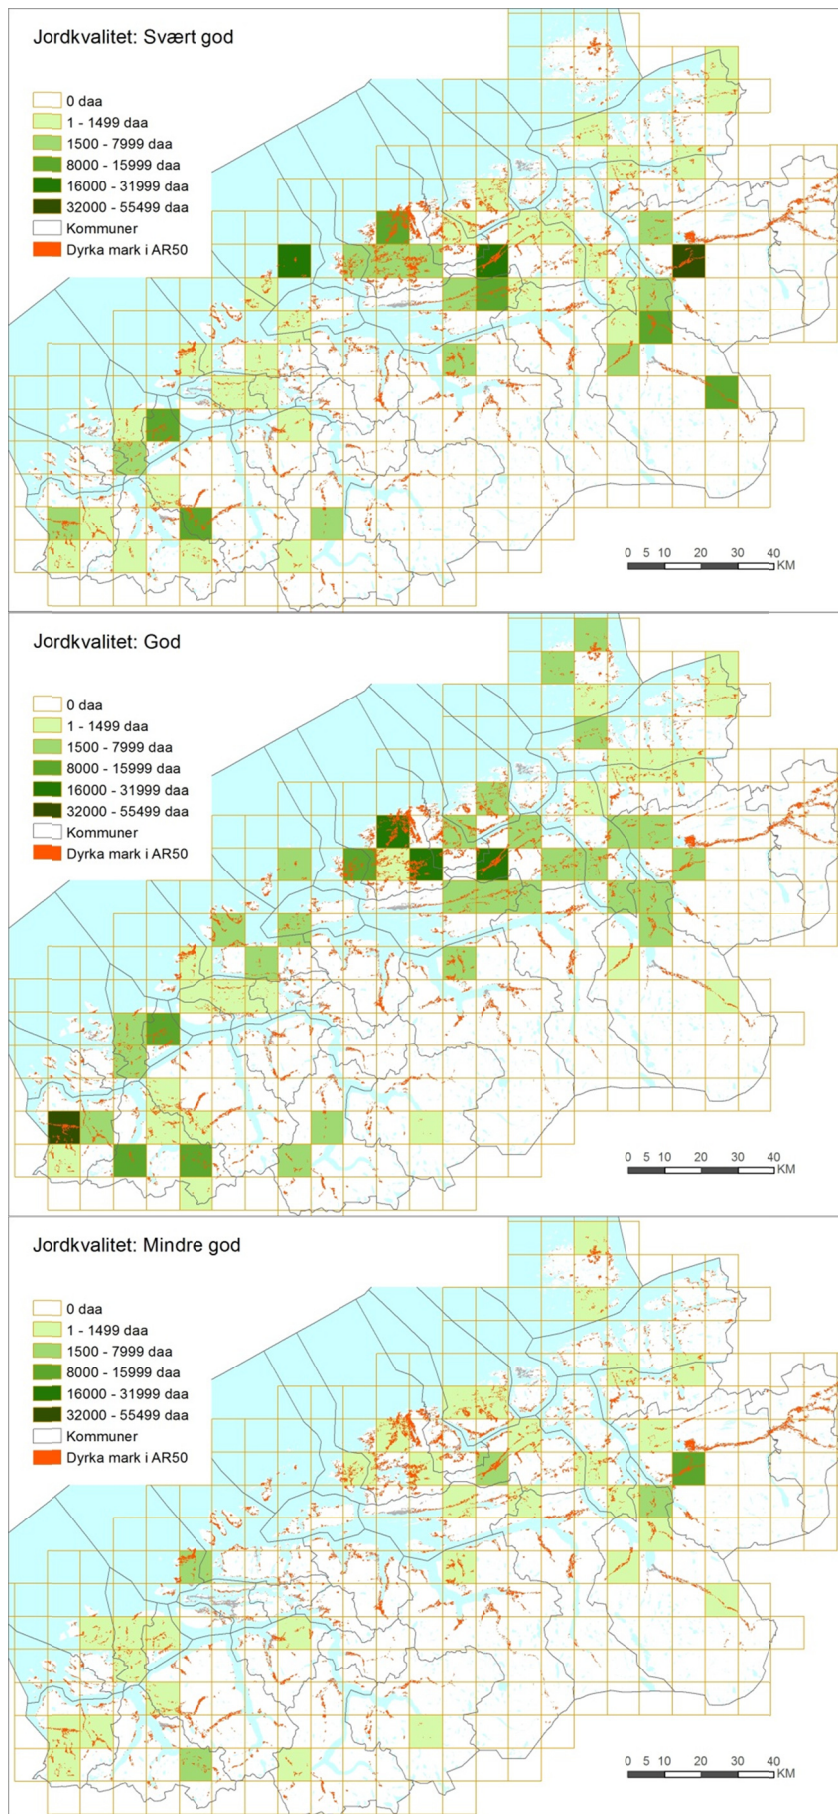 Jordkvalitet: Svært god
0 daa
1 - 1499 daa
1500 - 7999 daa
8000 - 15999 daa
16000 - 31999 daa
32000 - 55499 daa
Kommuner
Dyrka mark i AR50
0 5 10 20 30 40
KM
Jordkvalitet: God
0 daa
1 - 1499 daa
1500 - 7999 daa
8000 - 15999 daa
16000 - 31999 daa
32000 - 55499 daa
Kommuner
Dyrka mark i AR50
0 5 10 20 30 40
KM
Jordkvalitet: Mindre god
0 daa
1 - 1499 daa
1500 - 7999 daa
8000 - 15999 daa
16000 - 31999 daa
32000 - 55499 daa
Kommuner
Dyrka mark i AR50
0 5 10 20 30 40
KM